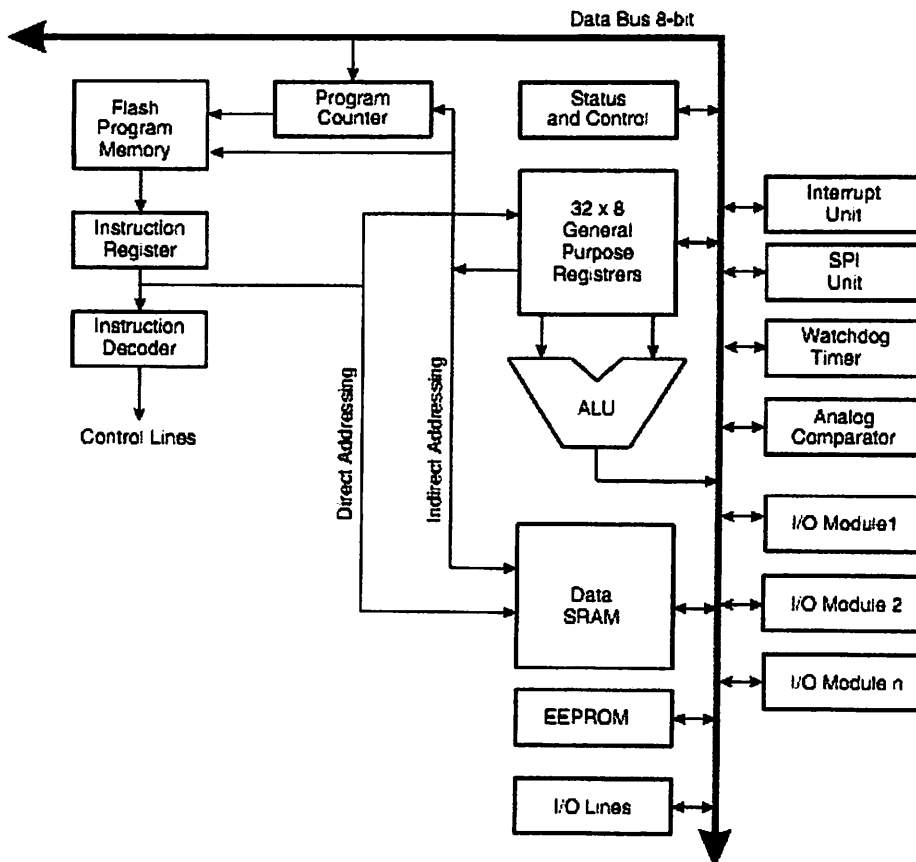 Data Bus 8-bit
Flash
Program
Memory
Program
Counter
Status
and Control
Instruction
Register
32 x 8
General
Purpose
Registrers
Interrupt
Unit
SPI
Unit
Instruction
Decoder
Watchdog
Timer
Control Lines
Direct Addressing
Indirect Addressing
ALU
Analog
Comparator
I/O Module1
Data
SRAM
I/O Module 2
I/O Module n
EEPROM
I/O Lines